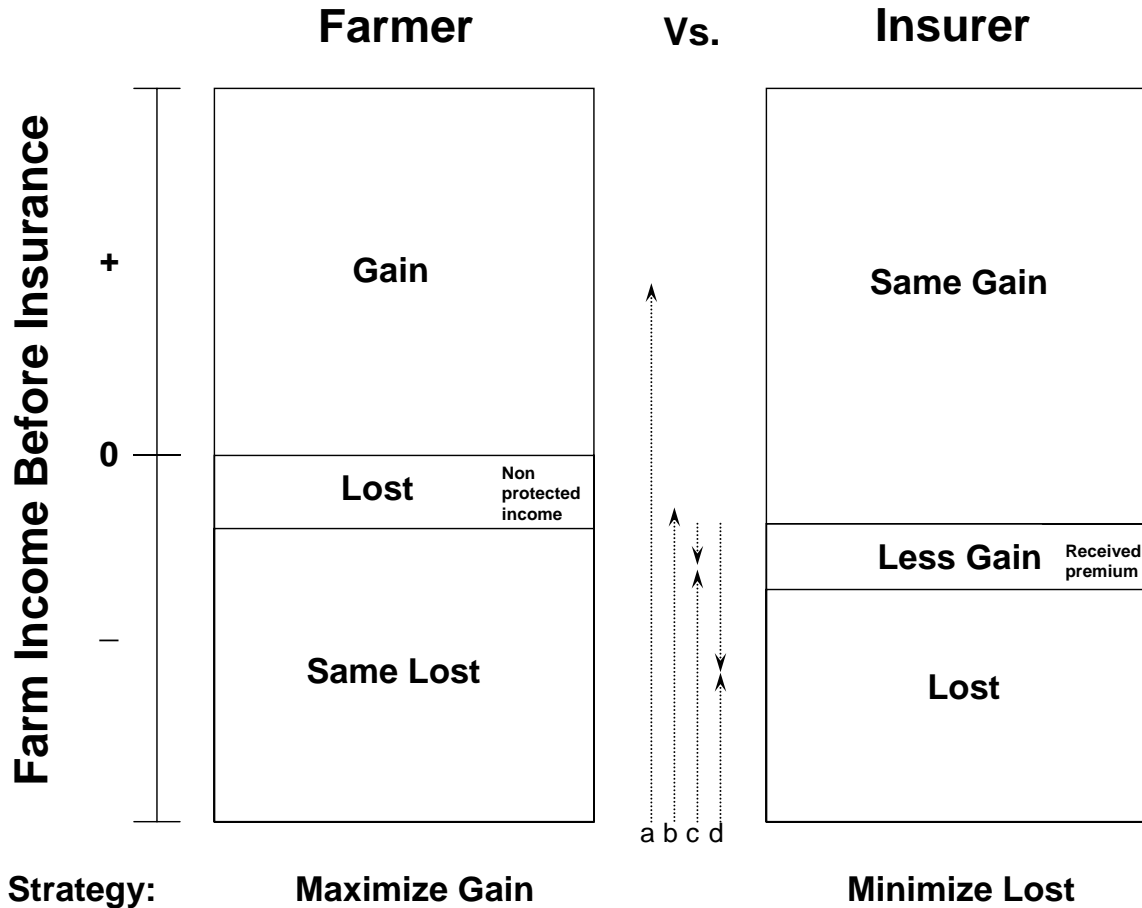 Farmer
Vs.
Insurer
Farm Income Before Insurance
+
0
–
Gain
Lost
Non
protected
income
Same Lost
a b c d
Same Gain
Less Gain
Received
premium
Lost
Strategy:
Maximize Gain
Minimize Lost